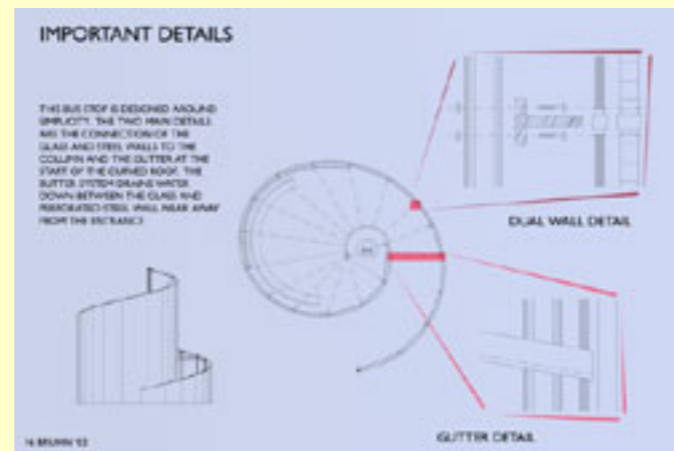 IMPORTANT DETAILS
THIS BUS STOP IS DESIGNED AROUND
SIMPLICITY. THE TWO MAIN DETAILS
ARE THE CONNECTION OF THE
GLASS AND STEEL WALLS TO THE
COLUMN AND THE GUTTER AT THE
START OF THE CURVED ROOF. THE
GUTTER SYSTEM DRAINS WATER
DOWN BETWEEN THE GLASS AND
PERFORATED STEEL WALL AWAY
FROM THE ENTRANCE
DUAL WALL DETAIL
GUTTER DETAIL